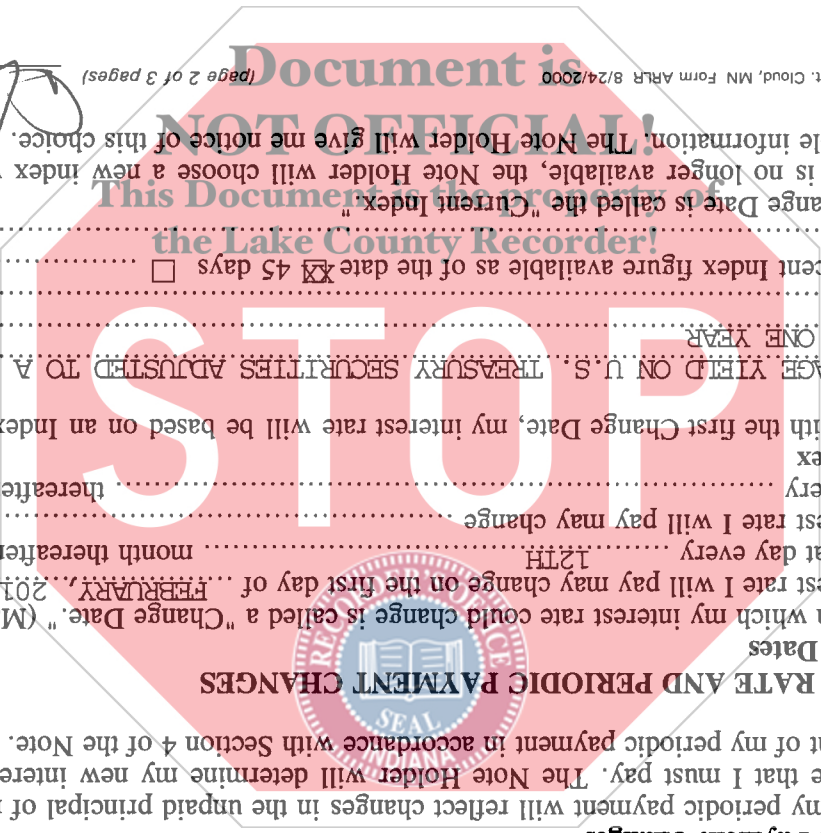 Document is
NOT OFFICIAL!
This Document is the property of
the Lake County Recorder!
STOP
RECORDER OFFICE
SEAL
INDIANA
my periodic payment will reflect changes in the unpaid principal of
e that I must pay. The Note Holder will determine my new intere
t of my periodic payment in accordance with Section 4 of the Note.
RATE AND PERIODIC PAYMENT CHANGES
Dates
n which my interest rate could change is called a "Change Date." (M
est rate I will pay may change on the first day of FEBRUARY, 201
at day every 12TH month thereafter
est rate I will pay may change
ery thereafte
ex
ith the first Change Date, my interest rate will be based on an Index
AGE YIELD ON U.S. TREASURY SECURITIES ADJUSTED TO A
ONE YEAR
cent Index figure available as of the date ☒ 45 days ☐
ange Date is called the "Current Index."
is no longer available, the Note Holder will choose a new index
le information. The Note Holder will give me notice of this choice.
t. Cloud, MN Form ARLR 8/24/2000 (page 2 of 3 pages)